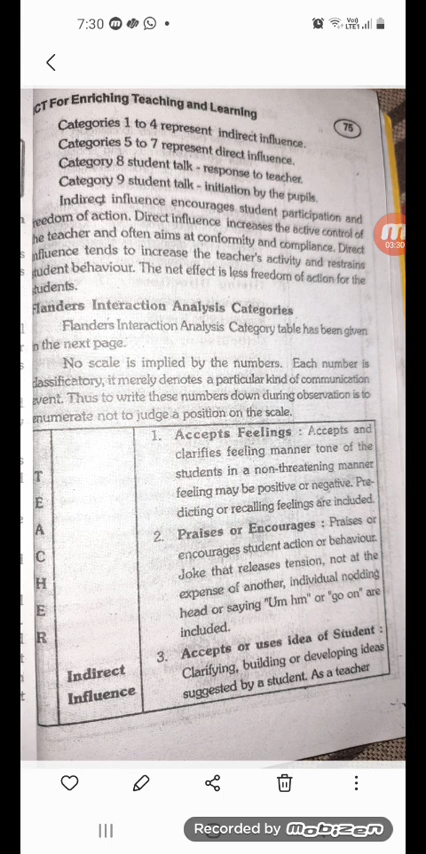 7:30
Vo)
LTE1
CT For Enriching Teaching and Learning
75
Categories 1 to 4 represent indirect influence.
Categories 5 to 7 represent direct influence.
Category 8 student talk - response to teacher.
Category 9 student talk - initiation by the pupils.
Indirect influence encourages student participation and
reedom of action. Direct influence increases the active control of
he teacher and often aims at conformity and compliance. Direct
nfluence tends to increase the teacher's activity and restrains
tudent behaviour. The net effect is less freedom of action for the
tudents.
03:30
Flanders Interaction Analysis Categories
Flander's Interaction Analysis Category table has been given
n the next page.
No scale is implied by the numbers. Each number is
lassificatory, it merely denotes a particular kind of communication
event. Thus to write these numbers down during observation is to
enumerate not to judge a position on the scale.
TEACHER
Indirect
Influence
1. Accepts Feelings : Accepts and
clarifies feeling manner tone of the
students in a non-threatening manner
feeling may be positive or negative. Pre-
dicting or recalling feelings are included.
2. Praises or Encourages : Praises or
encourages student action or behaviour.
Joke that releases tension, not at the
expense of another, individual nodding
head or saying "Um hm" or "go on" are
included.
3. Accepts or uses idea of Student :
Clarifying, building or developing ideas
suggested by a student. As a teacher
Recorded by mobizen